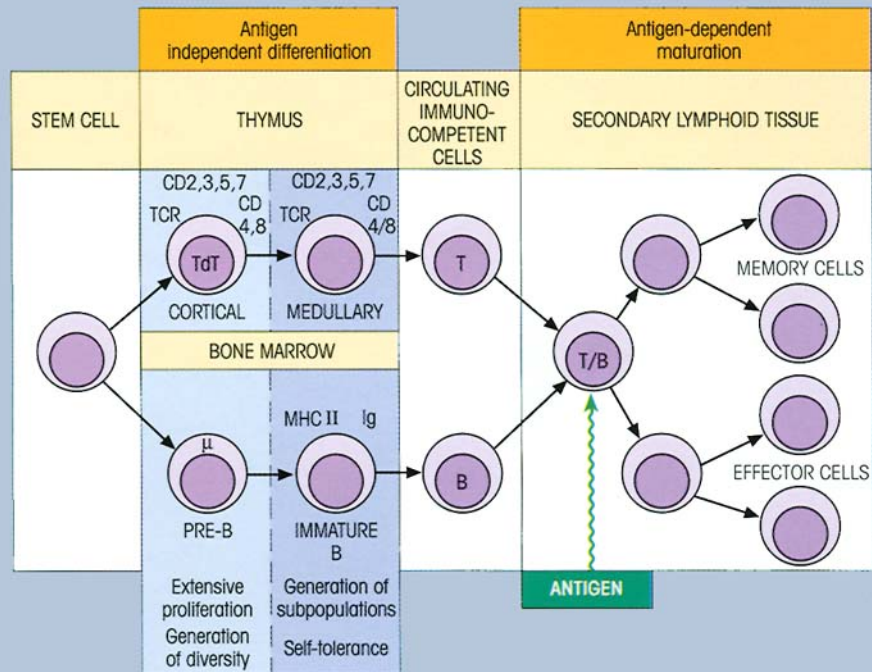 Antigen
independent differentiation
Antigen-dependent
maturation
STEM CELL
THYMUS
CIRCULATING
IMMUNO-
COMPETENT
CELLS
SECONDARY LYMPHOID TISSUE
CD2,3,5,7
TCR
CD
4,8
TdT
CORTICAL
CD2,3,5,7
TCR
CD
4/8
MEDULLARY
T
MEMORY CELLS
BONE MARROW
T/B
μ
PRE-B
MHC II Ig
IMMATURE
B
B
EFFECTOR CELLS
Extensive
proliferation
Generation
of diversity
Generation of
subpopulations
Self-tolerance
ANTIGEN